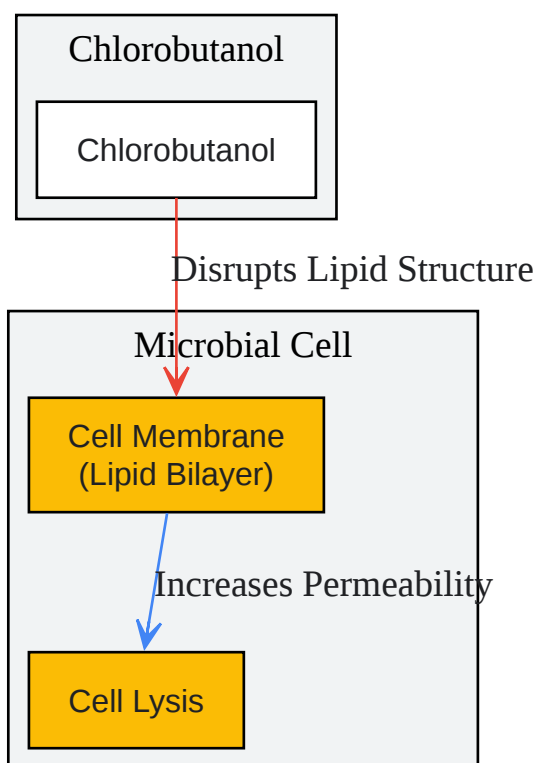 Chlorobutanol
Chlorobutanol
Disrupts Lipid Structure
Microbial Cell
Cell Membrane
(Lipid Bilayer)
Increases Permeability
Cell Lysis